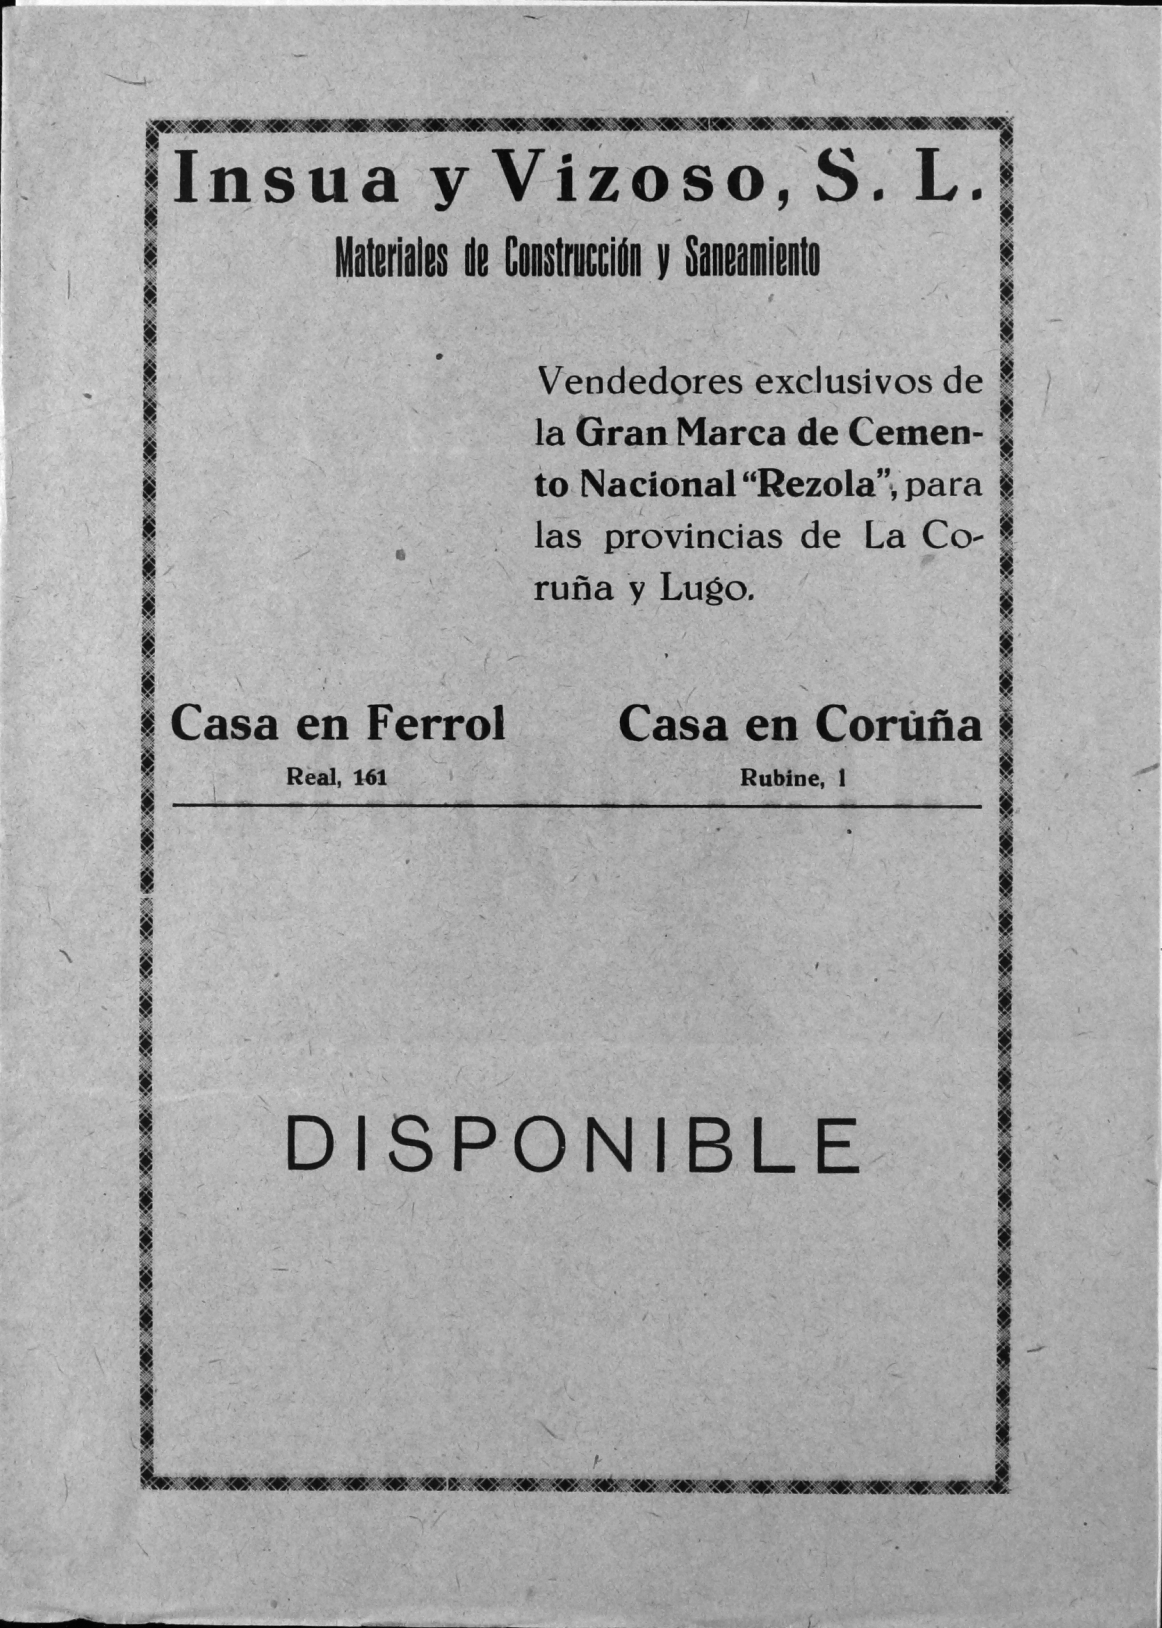 Insua y Vizoso, S. L.
Materiales de Construcción y Saneamiento
Vendedores exclusivos de
la Gran Marca de Cemen-
to Nacional “Rezola”, para
las provincias de La Co-
ruña y Lugo.
Casa en Ferrol
Real, 161
Casa en Coruña
Rubine, 1
DISPONIBLE